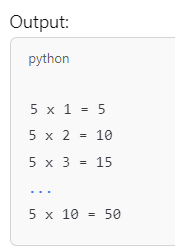 Output:
python
5 x 1 = 5
5 x 2 = 10
5 x 3 = 15
...
5 x 10 = 50